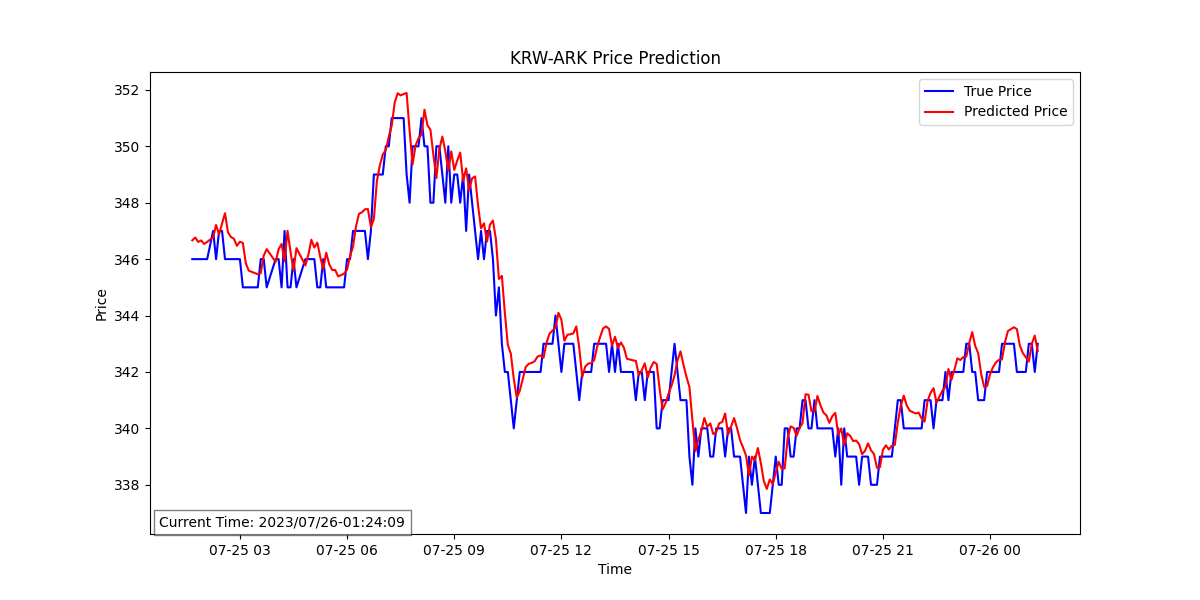 KRW-ARK Price Prediction
True Price
Predicted Price
352
350
348
346
344
342
340
338
Price
Current Time: 2023/07/26-01:24:09
07-25 03
07-25 06
07-25 09
07-25 12
07-25 15
07-25 18
07-25 21
07-26 00
Time